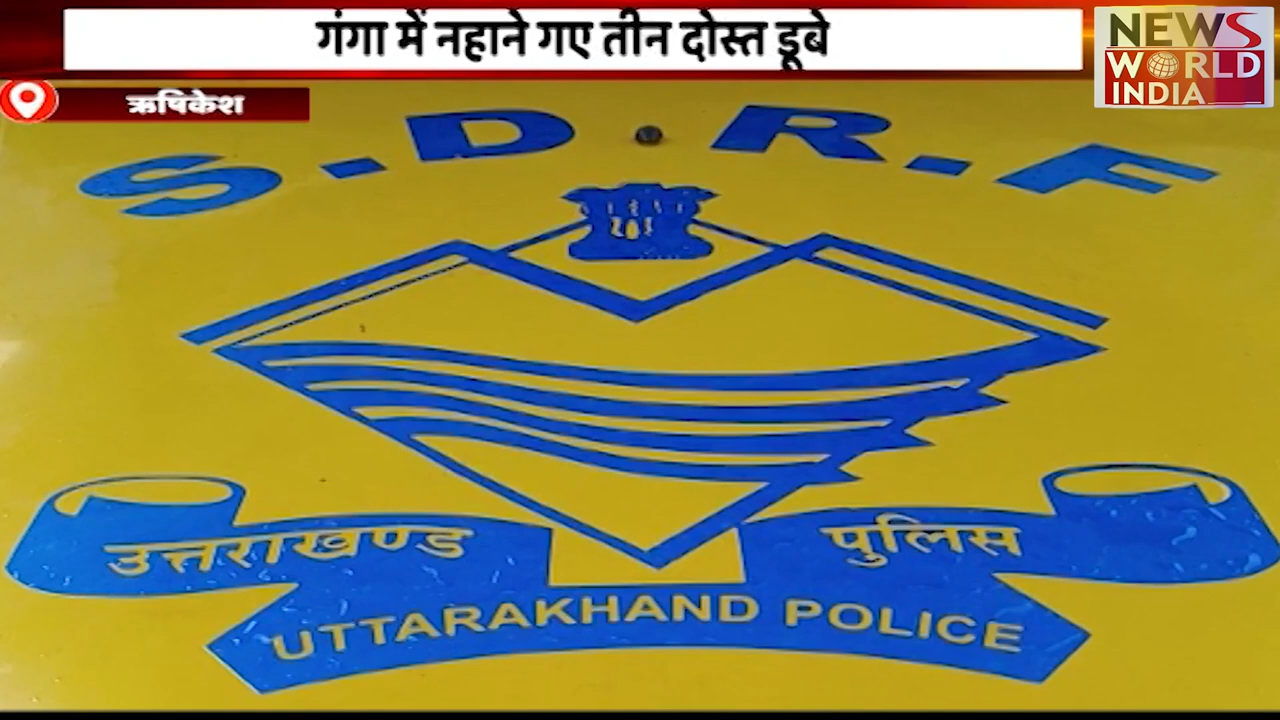 गंगा में नहाने गए तीन दोस्त डूबे
NEWS
WORLD
INDIA
ऋषिकेश
S.D.R.F
उत्तराखण्ड पुलिस
UTTARAKHAND POLICE